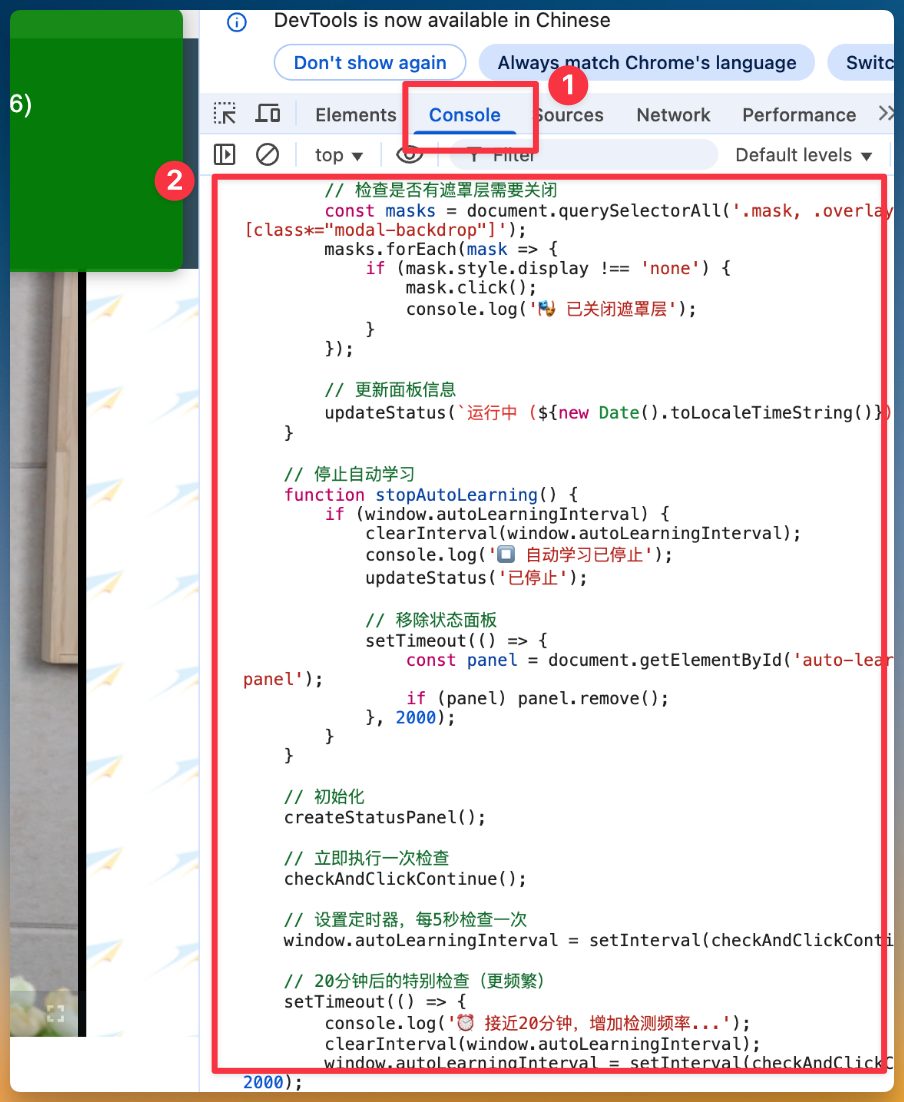 DevTools is now available in Chinese
Don't show again
Always match Chrome's language
Switc
6)
1
Elements
Console
Sources
Network
Performance
top
Filter
Default levels
2
// 检查是否有遮罩层需要关闭
const masks = document.querySelectorAll('.mask, .overlay
[class*="modal-backdrop"]');
masks.forEach(mask => {
if (mask.style.display !== 'none') {
mask.click();
console.log('🎭 已关闭遮罩层');
}
});
// 更新面板信息
updateStatus(`运行中 (${new Date().toLocaleTimeString()})
}
// 停止自动学习
function stopAutoLearning() {
if (window.autoLearningInterval) {
clearInterval(window.autoLearningInterval);
console.log('⏹️ 自动学习已停止');
updateStatus('已停止');
// 移除状态面板
setTimeout(() => {
const panel = document.getElementById('auto-lear
panel');
if (panel) panel.remove();
}, 2000);
}
}
// 初始化
createStatusPanel();
// 立即执行一次检查
checkAndClickContinue();
// 设置定时器，每5秒检查一次
window.autoLearningInterval = setInterval(checkAndClickConti
// 20分钟后的特别检查（更频繁）
setTimeout(() => {
console.log('⏰ 接近20分钟，增加检测频率...');
clearInterval(window.autoLearningInterval);
window.autoLearningInterval = setInterval(checkAndClickC
2000);